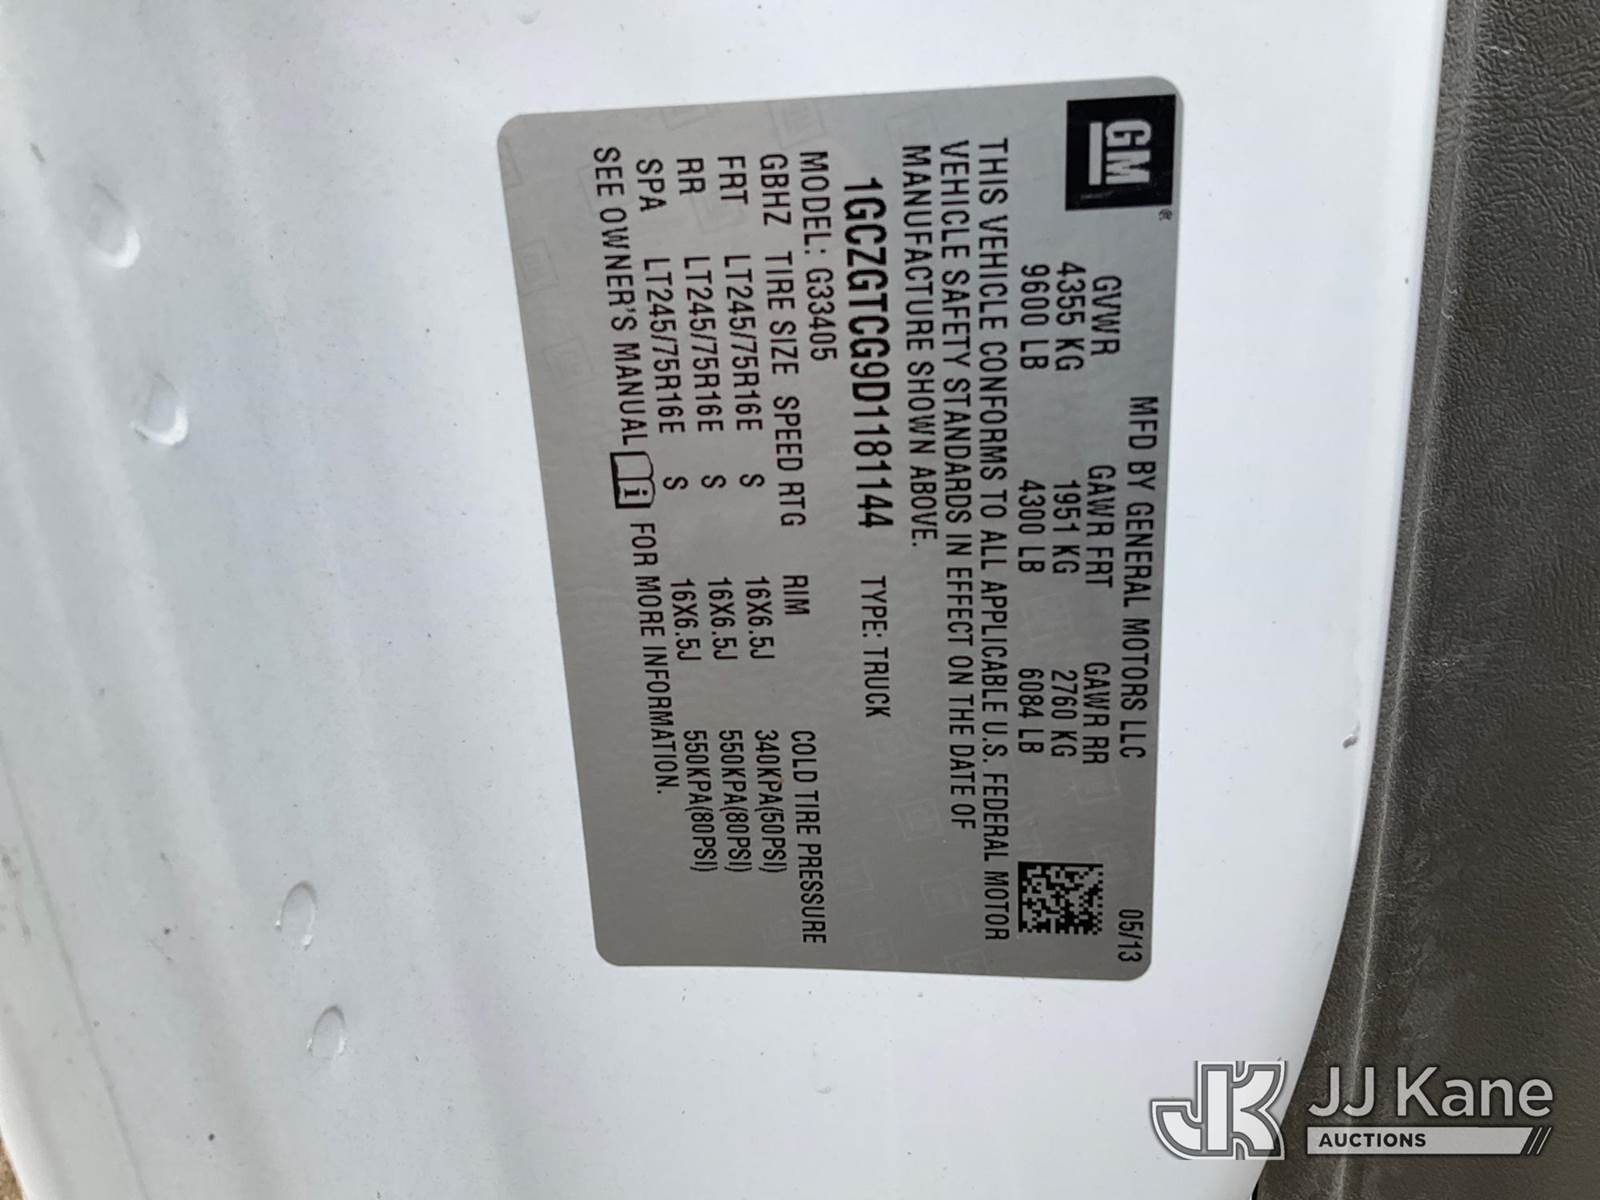 GM®
MFD BY GENERAL MOTORS LLC 05/13
GVWR GAWR FRT GAWR RR
4355 KG 1951 KG 2760 KG
9600 LB 4300 LB 6084 LB
THIS VEHICLE CONFORMS TO ALL APPLICABLE U.S. FEDERAL MOTOR
VEHICLE SAFETY STANDARDS IN EFFECT ON THE DATE OF
MANUFACTURE SHOWN ABOVE.
1GCZGTCG9D1181144 TYPE: TRUCK
MODEL: G33405
GBHZ TIRE SIZE SPEED RTG RIM COLD TIRE PRESSURE
FRT LT245/75R16E S 16X6.5J 340KPA(50PSI)
RR LT245/75R16E S 16X6.5J 550KPA(80PSI)
SPA LT245/75R16E S 16X6.5J 550KPA(80PSI)
SEE OWNER'S MANUAL i FOR MORE INFORMATION.
JK JJ Kane
AUCTIONS